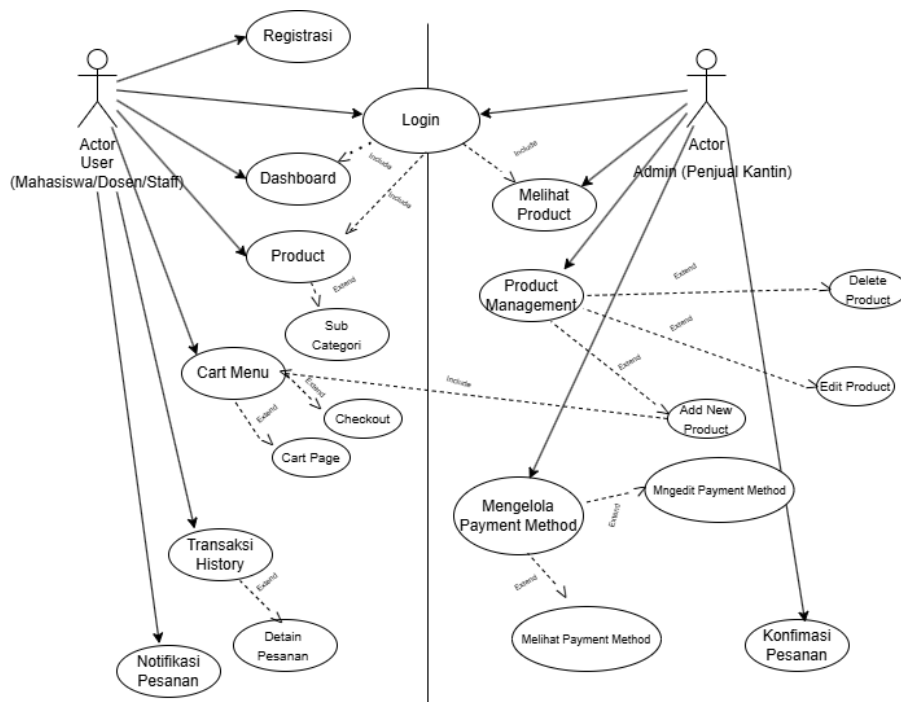 Registrasi
Login
Actor
User
(Mahasiswa/Dosen/Staff)
Actor
Admin (Penjual Kantin)
Include
Include
Dashboard
Melihat
Product
Include
Product
Extend
Product
Management
Extend
Delete
Product
Sub
Categori
Extend
Extend
Cart Menu
Extend
Include
Edit Product
Extend
Checkout
Add New
Product
Cart Page
Mengelola
Payment Method
Extend
Mngedit Payment Method
Transaksi
History
Extend
Extend
Detain
Pesanan
Melihat Payment Method
Konfimasi
Pesanan
Notifikasi
Pesanan